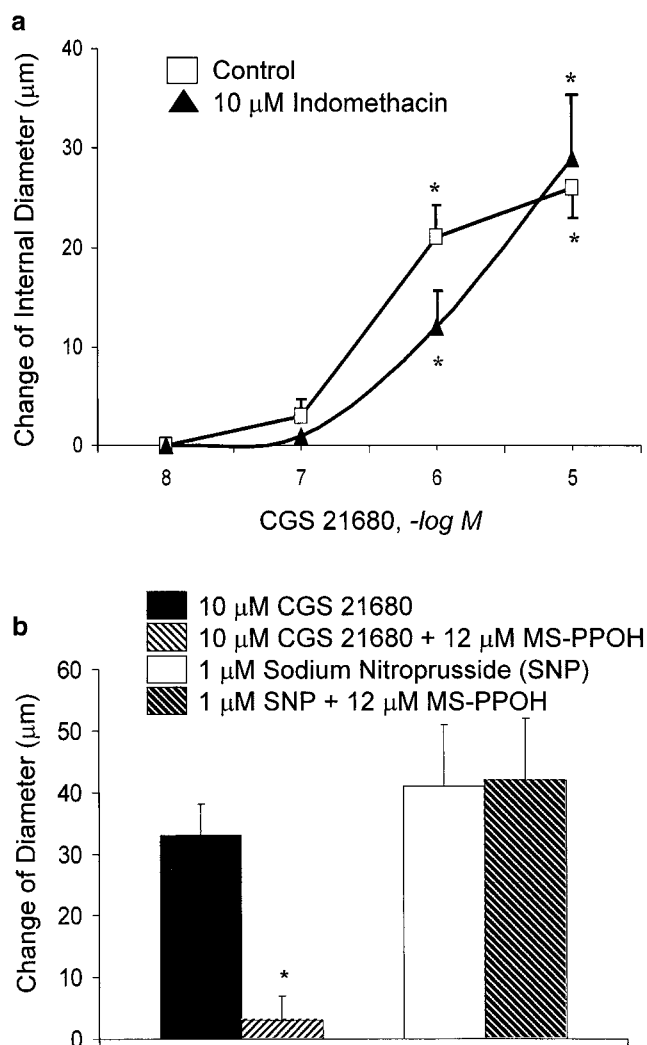 a
40
30
20
10
0
Change of Internal Diameter (μm)
Control
10 μM Indomethacin
*
*
*
*
8 7 6 5
CGS 21680, -log M
b
10 μM CGS 21680
10 μM CGS 21680 + 12 μM MS-PPOH
1 μM Sodium Nitroprusside (SNP)
1 μM SNP + 12 μM MS-PPOH
60
50
40
30
20
10
0
Change of Diameter (μm)
*